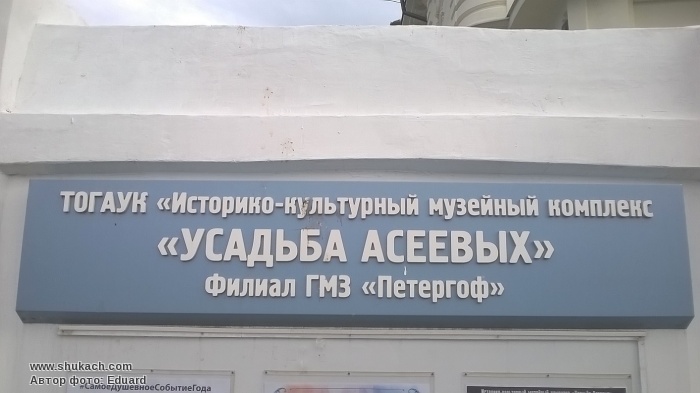 ТОГАУК «Историко-культурный музейный комплекс
«УСАДЬБА АСЕЕВЫХ»
Филиал ГМЗ «Петергоф»
www.shukach.com
Автор фото: Eduard
#СамоеДушевноеСобытиеГода